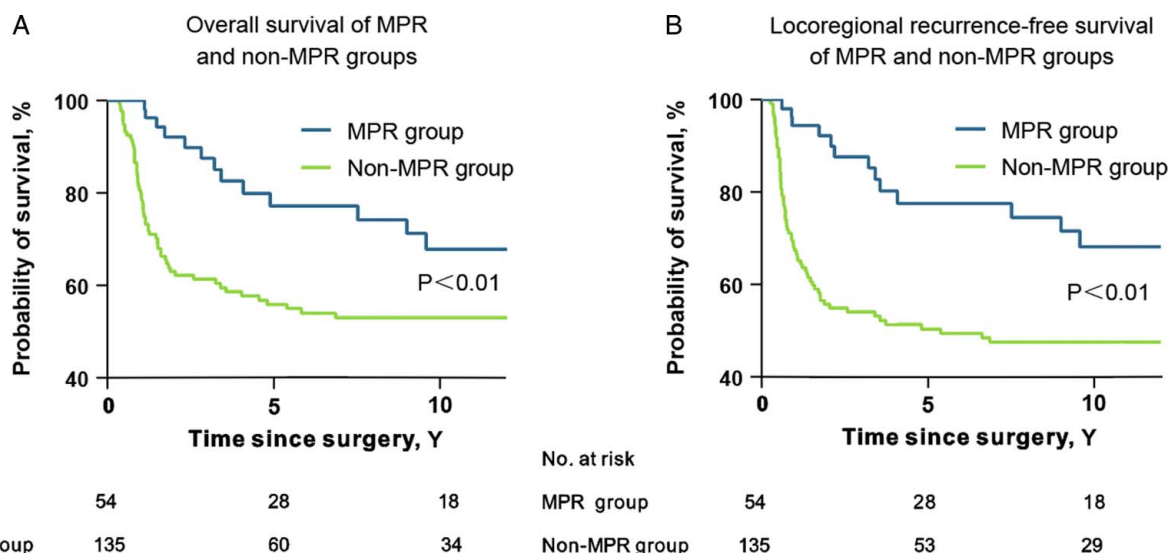 A
Overall survival of MPR
and non-MPR groups
Probability of survival, %
100
80
60
40
MPR group
Non-MPR group
P<0.01
0
5
10
Time since surgery, Y
54
28
18
oup
135
60
34
B
Locoregional recurrence-free survival
of MPR and non-MPR groups
Probability of survival, %
100
80
60
40
MPR group
Non-MPR group
P<0.01
0
5
10
Time since surgery, Y
No. at risk
MPR group
54
28
18
Non-MPR group
135
53
29